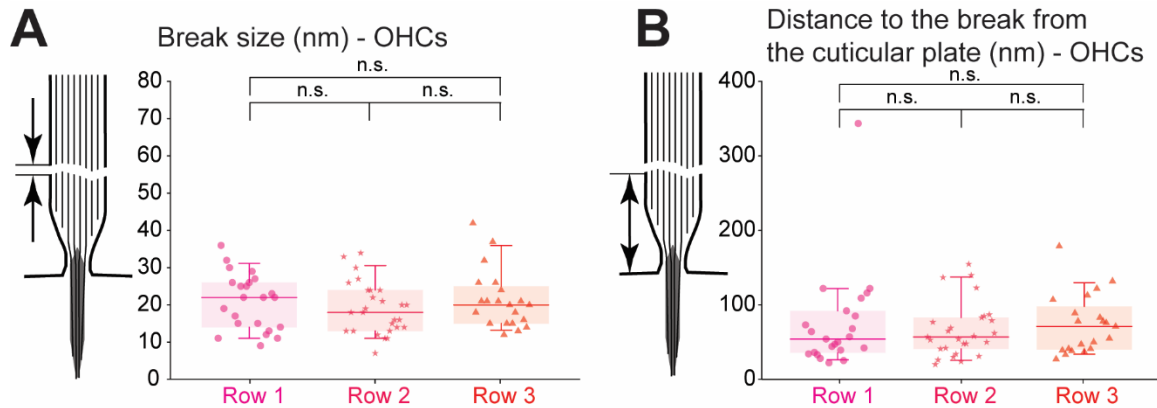 A
Break size (nm) - OHCs
n.s.
n.s. n.s.
80
70
60
50
40
30
20
10
0
Row 1 Row 2 Row 3
B
Distance to the break from
the cuticular plate (nm) - OHCs
n.s.
n.s. n.s.
400
300
200
100
0
Row 1 Row 2 Row 3